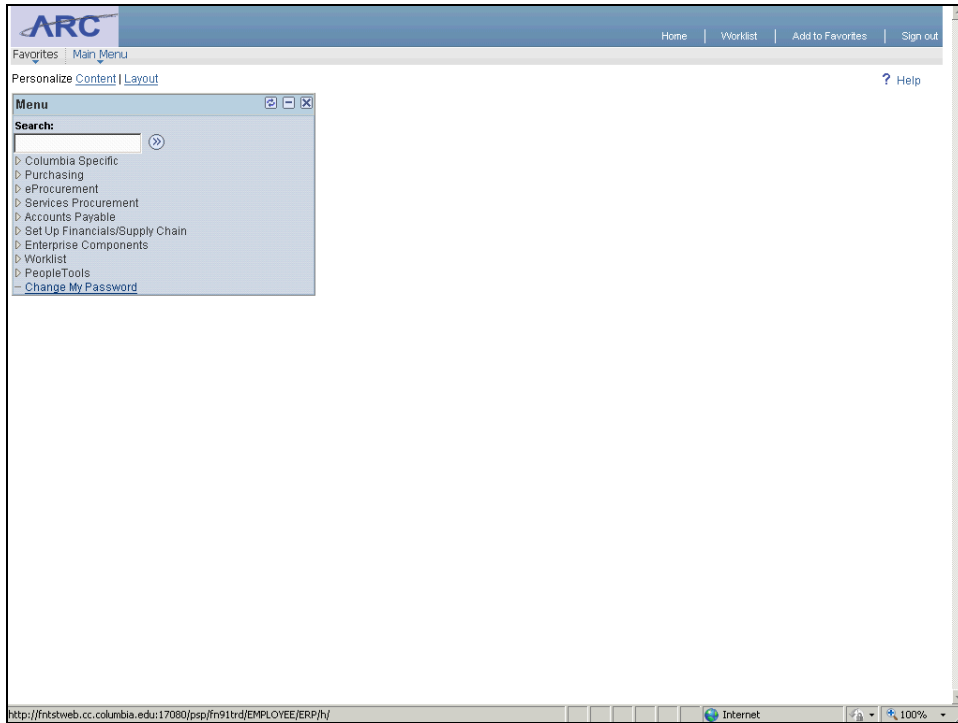 ARC
Home | Worklist | Add to Favorites | Sign out
Favorites Main Menu
Personalize Content | Layout
? Help
Menu
Search:
Columbia Specific
Purchasing
eProcurement
Services Procurement
Accounts Payable
Set Up Financials/Supply Chain
Enterprise Components
Worklist
PeopleTools
– Change My Password
http://fntstweb.cc.columbia.edu:17080/psp/fn91trd/EMPLOYEE/ERP/h/ Internet 100%